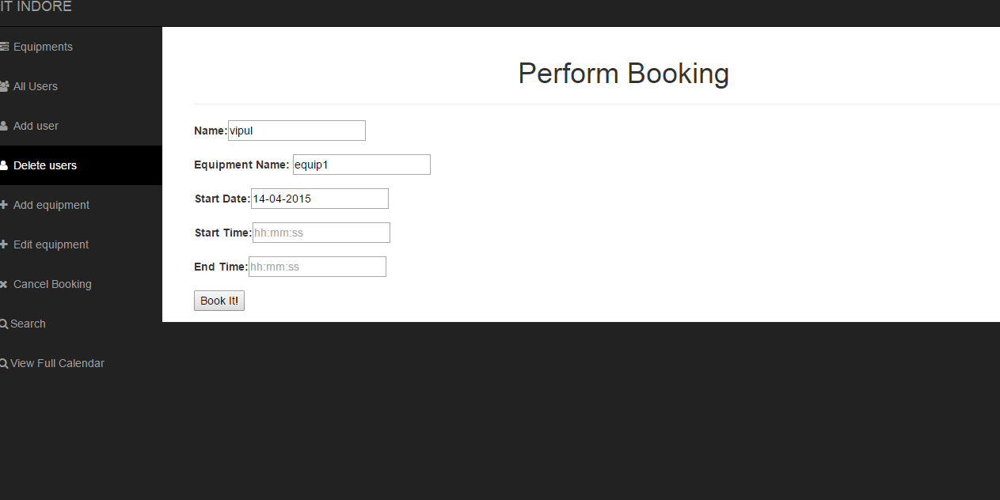 IT INDORE
Equipments
All Users
Add user
Delete users
Add equipment
Edit equipment
Cancel Booking
Search
View Full Calendar
Perform Booking
Name: vipul
Equipment Name: equip1
Start Date: 14-04-2015
Start Time: hh:mm:ss
End Time: hh:mm:ss
Book It!